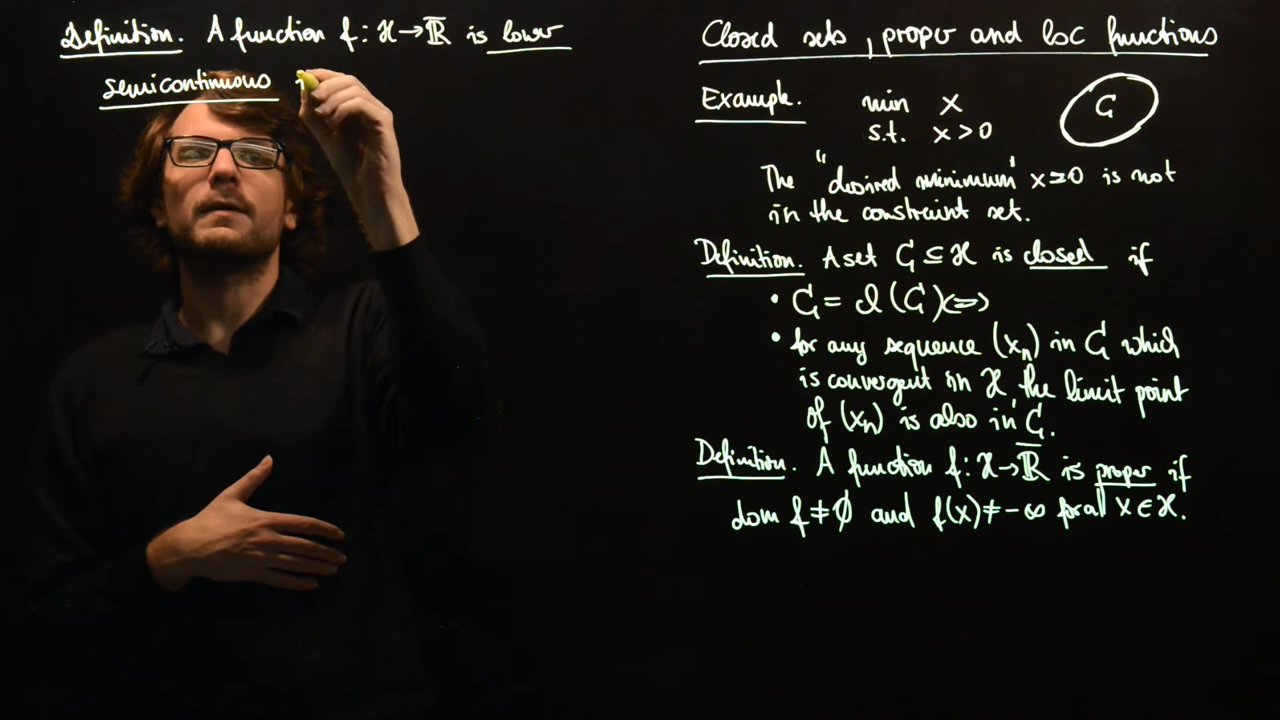 Definition. A function f: H→R̅ is lower
semicontinuous i
Closed sets, proper and lsc functions
Example. min x
s.t. x>0
C
The "desired minimum" x=0 is not
in the constraint set.
Definition. A set C⊆H is closed if
• C = cl(C) <=>
• for any sequence (xₙ) in C which
is convergent in H, the limit point
of (xₙ) is also in C.
Definition. A function f: H→R̅ is proper if
dom f≠∅ and f(x)≠-∞ for all x∈H.